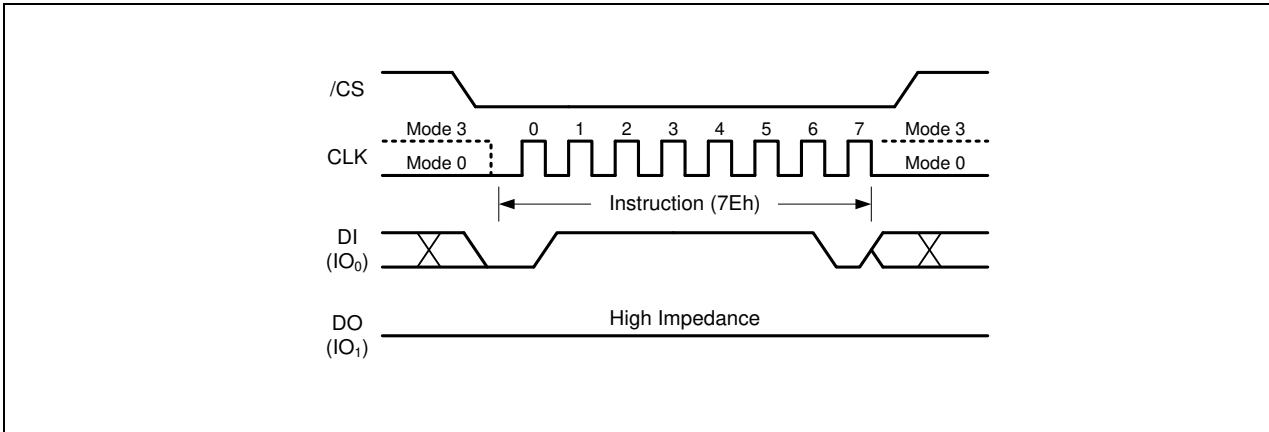 /CS
Mode 3 0 1 2 3 4 5 6 7 Mode 3
CLK
Mode 0 Mode 0
Instruction (7Eh)
DI
(IO₀)
High Impedance
DO
(IO₁)